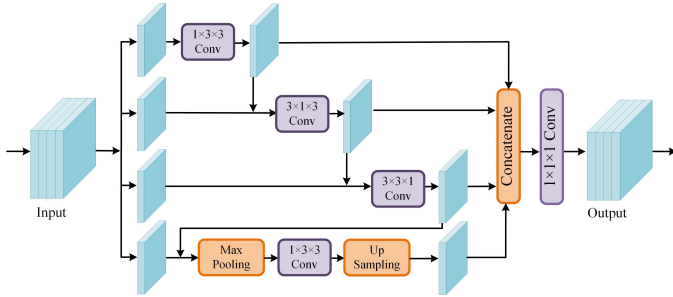 1×3×3
Conv
3×1×3
Conv
3×3×1
Conv
Concatenate
1×1×1 Conv
Input
Output
Max
Pooling
1×3×3
Conv
Up
Sampling